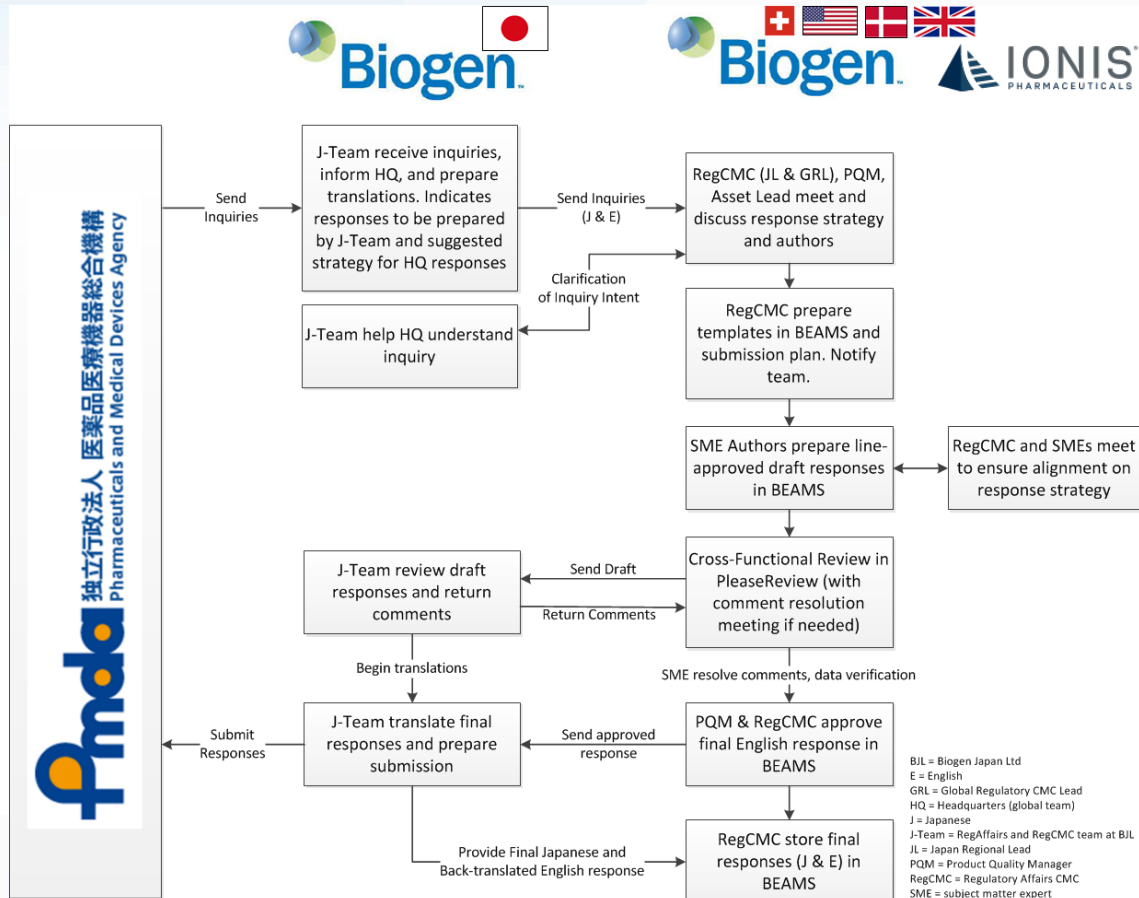 Biogen™
Biogen™
IONIS®
PHARMACEUTICALS
Pmda
独立行政法人 医薬品医療機器総合機構
Pharmaceuticals and Medical Devices Agency
Send
Inquiries
J-Team receive inquiries,
inform HQ, and prepare
translations. Indicates
responses to be prepared
by J-Team and suggested
strategy for HQ responses
Send Inquiries
(J & E)
RegCMC (JL & GRL), PQM,
Asset Lead meet and
discuss response strategy
and authors
Clarification
of Inquiry Intent
J-Team help HQ understand
inquiry
RegCMC prepare
templates in BEAMS and
submission plan. Notify
team.
SME Authors prepare line-
approved draft responses
in BEAMS
RegCMC and SMEs meet
to ensure alignment on
response strategy
J-Team review draft
responses and return
comments
Send Draft
Return Comments
Cross-Functional Review in
PleaseReview (with
comment resolution
meeting if needed)
Begin translations
SME resolve comments, data verification
Submit
Responses
J-Team translate final
responses and prepare
submission
Send approved
response
PQM & RegCMC approve
final English response in
BEAMS
Provide Final Japanese and
Back-translated English response
RegCMC store final
responses (J & E) in
BEAMS
BJL = Biogen Japan Ltd
E = English
GRL = Global Regulatory CMC Lead
HQ = Headquarters (global team)
J = Japanese
J-Team = RegAffairs and RegCMC team at BJL
JL = Japan Regional Lead
PQM = Product Quality Manager
RegCMC = Regulatory Affairs CMC
SME = subject matter expert